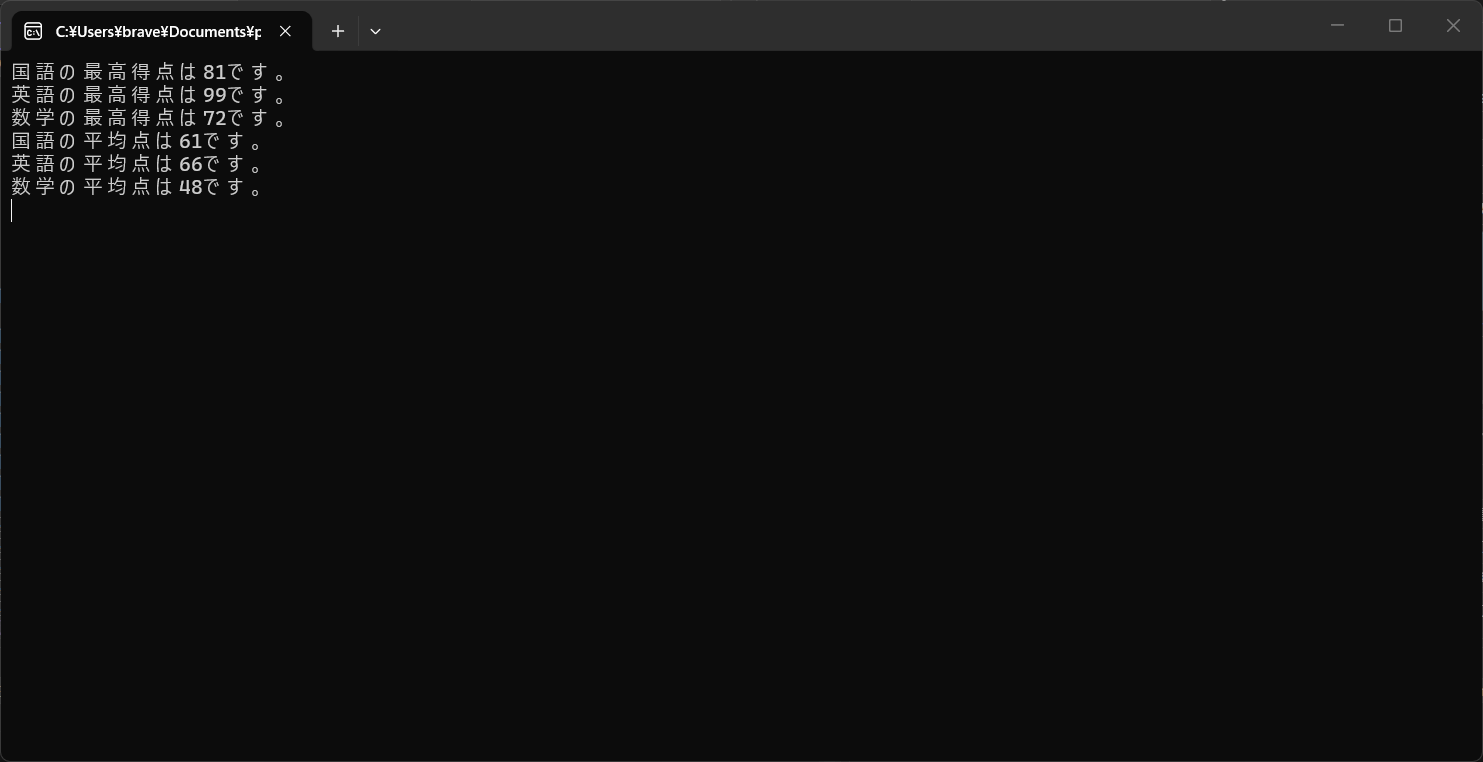 C:¥Users¥brave¥Documents¥p
国語の最高得点は81です。
英語の最高得点は99です。
数学の最高得点は72です。
国語の平均点は61です。
英語の平均点は66です。
数学の平均点は48です。